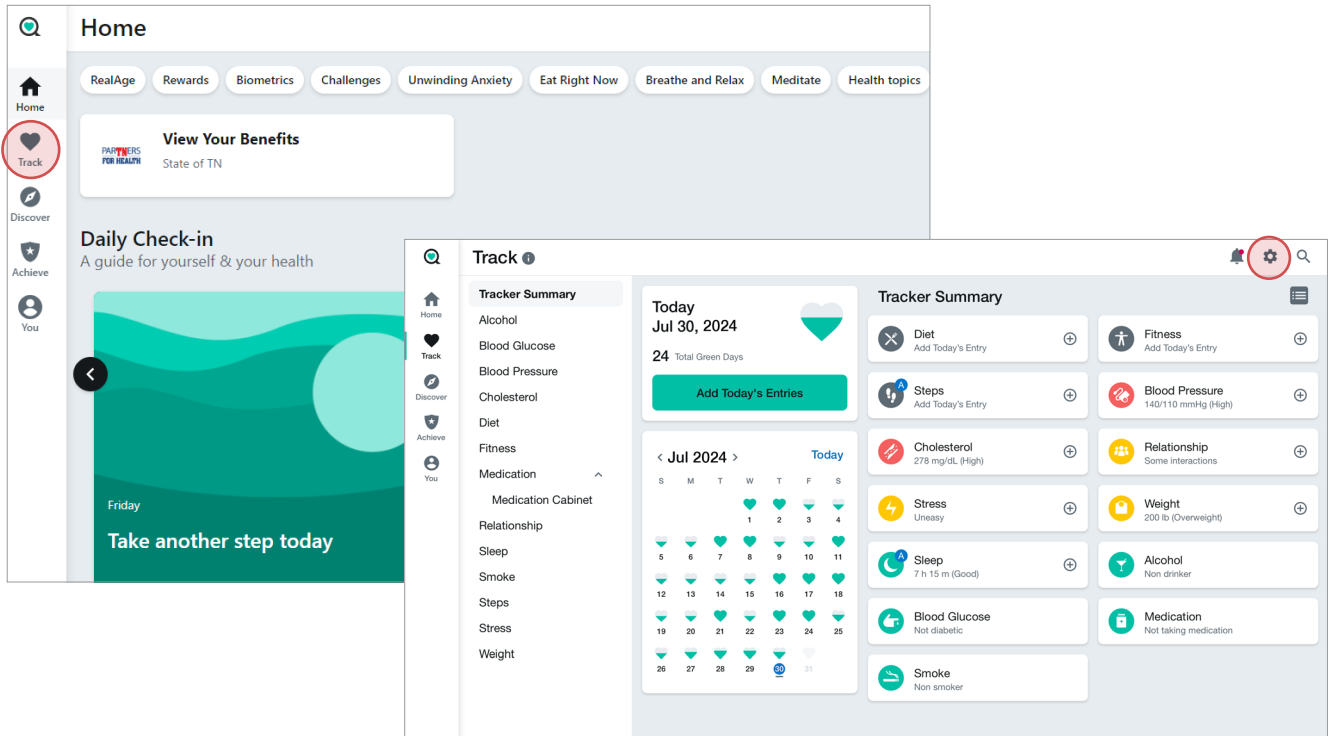 Home
Home
Track
Discover
Achieve
You
RealAge
Rewards
Biometrics
Challenges
Unwinding Anxiety
Eat Right Now
Breathe and Relax
Meditate
Health topics
PARTNERS
FOR HEALTH
View Your Benefits
State of TN
Daily Check-in
A guide for yourself & your health
Friday
Take another step today
Track
Home
Track
Discover
Achieve
You
Tracker Summary
Alcohol
Blood Glucose
Blood Pressure
Cholesterol
Diet
Fitness
Medication
Medication Cabinet
Relationship
Sleep
Smoke
Steps
Stress
Weight
Today
Jul 30, 2024
24 Total Green Days
Add Today's Entries
Jul 2024
Today
S M T W T F S
1 2 3 4
5 6 7 8 9 10 11
12 13 14 15 16 17 18
19 20 21 22 23 24 25
26 27 28 29 30 31
Tracker Summary
Diet
Add Today's Entry
Fitness
Add Today's Entry
A
Steps
Add Today's Entry
Blood Pressure
140/110 mmHg (High)
Cholesterol
278 mg/dL (High)
Relationship
Some interactions
Stress
Uneasy
Weight
200 lb (Overweight)
A
Sleep
7 h 15 m (Good)
Alcohol
Non drinker
Blood Glucose
Not diabetic
Medication
Not taking medication
Smoke
Non smoker